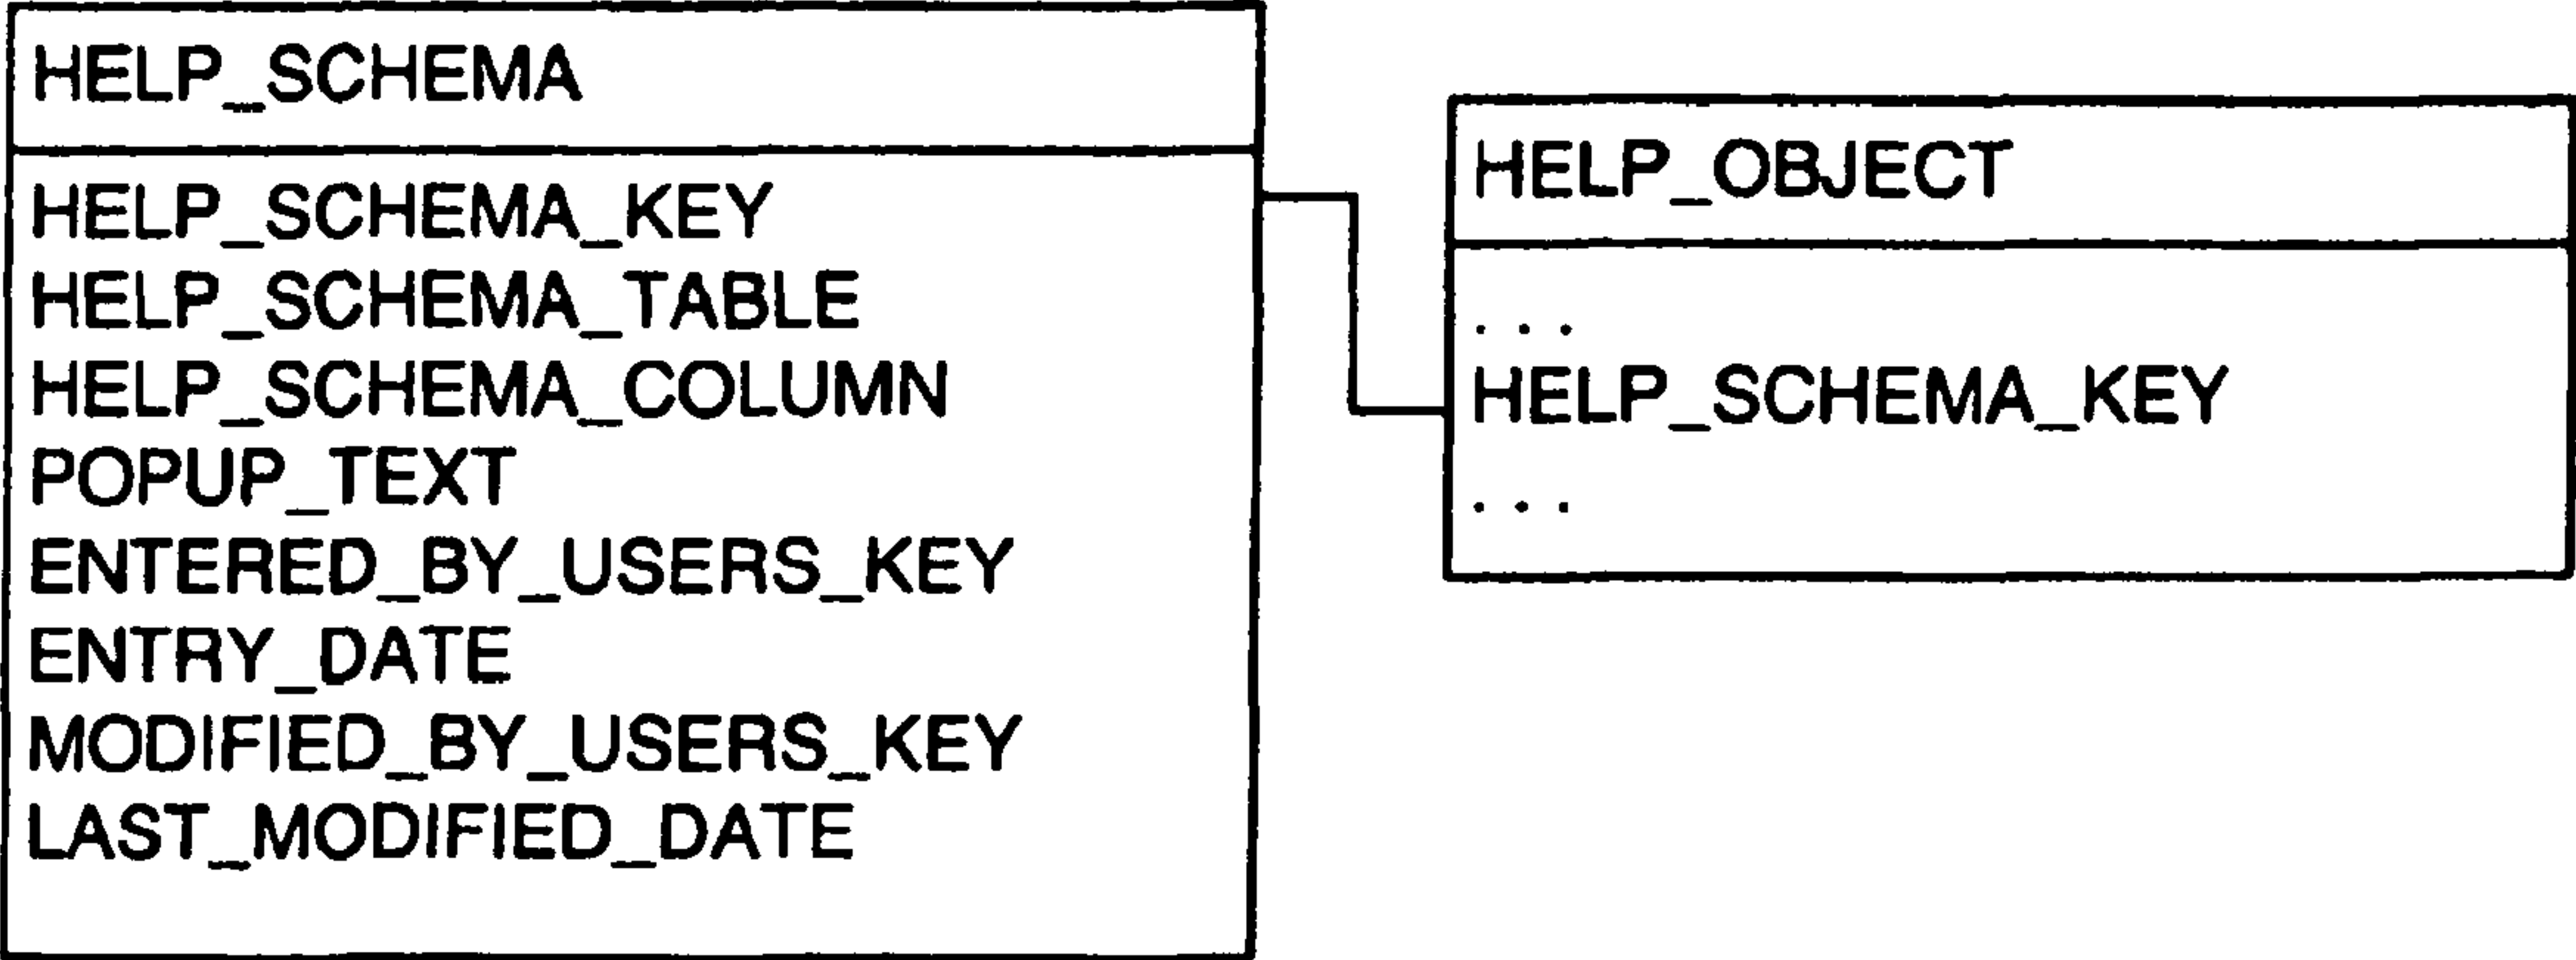 HELP_SCHEMA
HELP_SCHEMA_KEY
HELP_SCHEMA_TABLE
HELP_SCHEMA_COLUMN
POPUP_TEXT
ENTERED_BY_USERS_KEY
ENTRY_DATE
MODIFIED_BY_USERS_KEY
LAST_MODIFIED_DATE
HELP_OBJECT
. . .
HELP_SCHEMA_KEY
. . .